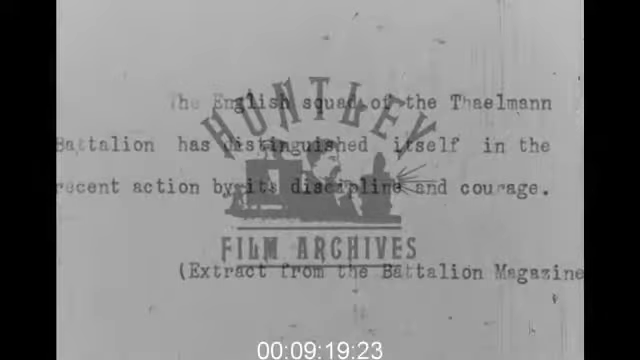 The English squad of the Thaelmann
Battalion has distinguished itself in the
recent action by its discipline and courage.
HUNTLEY
FILM ARCHIVES
(Extract from the Battalion Magazine
00:09:19:23